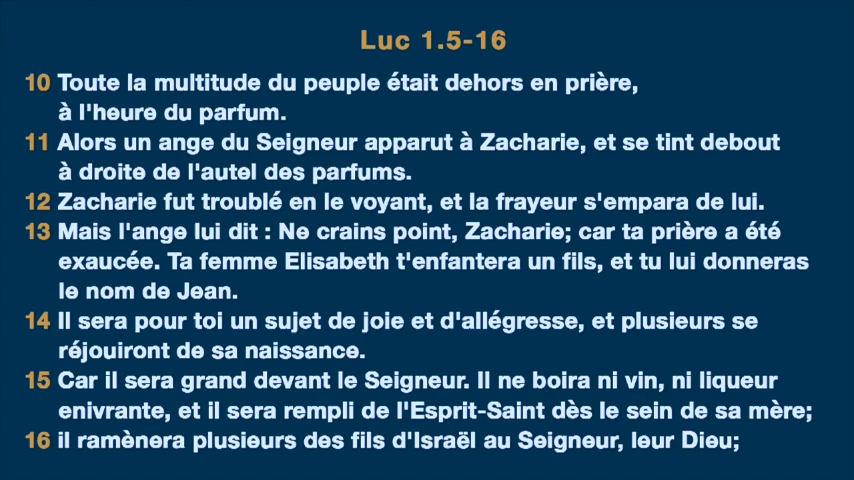 Luc 1.5-16
10 Toute la multitude du peuple était dehors en prière,
à l'heure du parfum.
11 Alors un ange du Seigneur apparut à Zacharie, et se tint debout
à droite de l'autel des parfums.
12 Zacharie fut troublé en le voyant, et la frayeur s'empara de lui.
13 Mais l'ange lui dit : Ne crains point, Zacharie; car ta prière a été
exaucée. Ta femme Elisabeth t'enfantera un fils, et tu lui donneras
le nom de Jean.
14 Il sera pour toi un sujet de joie et d'allégresse, et plusieurs se
réjouiront de sa naissance.
15 Car il sera grand devant le Seigneur. Il ne boira ni vin, ni liqueur
enivrante, et il sera rempli de l'Esprit-Saint dès le sein de sa mère;
16 il ramènera plusieurs des fils d'Israël au Seigneur, leur Dieu;